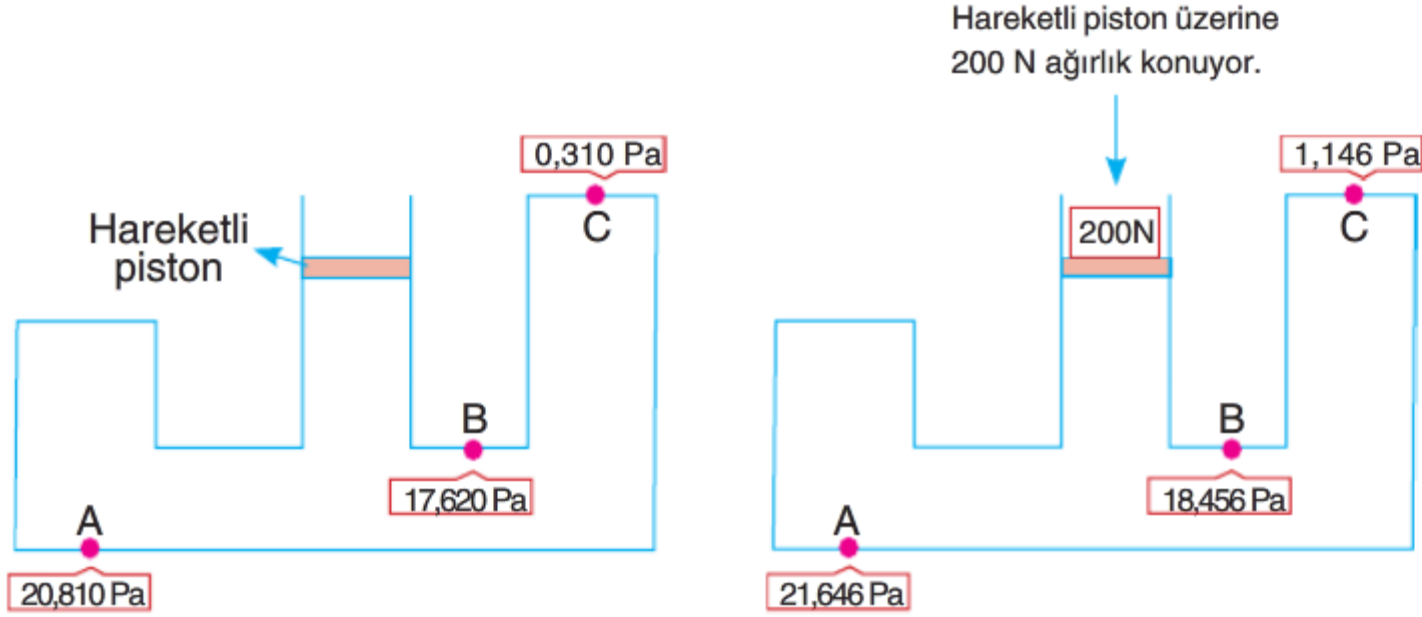 Hareketli piston üzerine
200 N ağırlık konuyor.
0,310 Pa
C
Hareketli
piston
B
17,620 Pa
A
20,810 Pa
1,146 Pa
C
200N
B
18,456 Pa
A
21,646 Pa